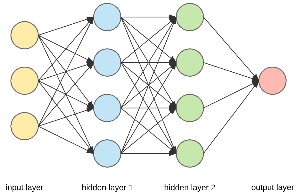 input layer
hidden layer 1
hidden layer 2
output layer